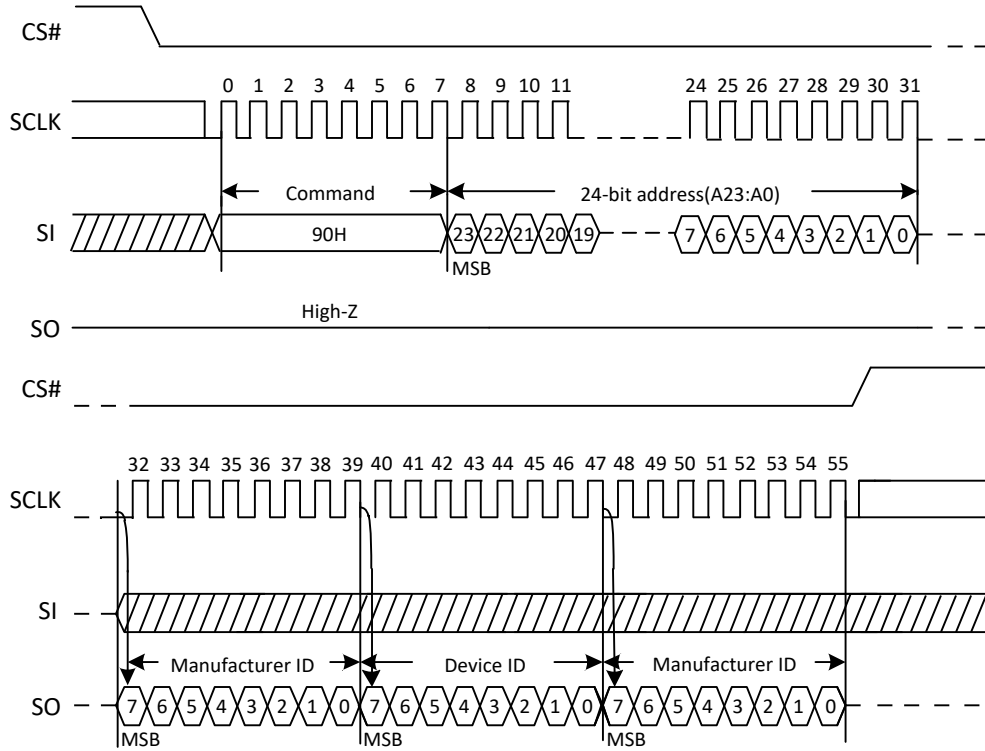 CS#
0 1 2 3 4 5 6 7 8 9 10 11 24 25 26 27 28 29 30 31
SCLK
Command 24-bit address(A23:A0)
SI 90H 23 22 21 20 19 7 6 5 4 3 2 1 0
MSB
High-Z
SO
CS#
32 33 34 35 36 37 38 39 40 41 42 43 44 45 46 47 48 49 50 51 52 53 54 55
SCLK
SI
Manufacturer ID Device ID Manufacturer ID
SO 7 6 5 4 3 2 1 0 7 6 5 4 3 2 1 0 7 6 5 4 3 2 1 0
MSB MSB MSB